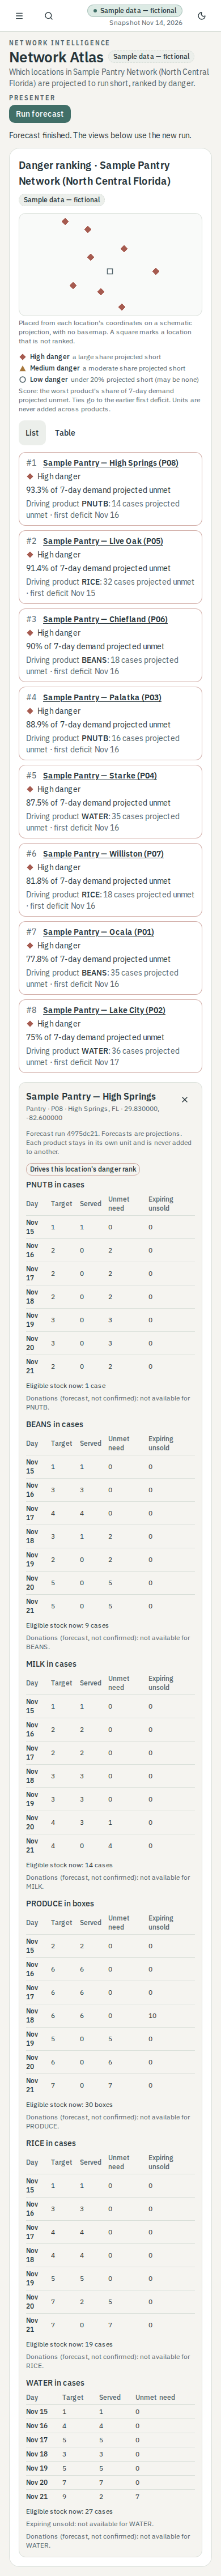 Sample data — fictional
Snapshot Nov 14, 2026
NETWORK INTELLIGENCE
Network Atlas
Sample data — fictional
Which locations in Sample Pantry Network (North Central
Florida) are projected to run short, ranked by danger.
PRESENTER
Run forecast
Forecast finished. The views below use the new run.
Danger ranking · Sample Pantry
Network (North Central Florida)
Sample data — fictional
Placed from each location's coordinates on a schematic
projection, with no basemap. A square marks a location
that is not ranked.
High danger a large share projected short
Medium danger a moderate share projected short
Low danger under 20% projected short (may be none)
Score: the worst product's share of 7-day demand
projected unmet. Ties go to the earlier first deficit. Units are
never added across products.
List
Table
#1 Sample Pantry — High Springs (P08)
High danger
93.3% of 7-day demand projected unmet
Driving product PNUTB: 14 cases projected
unmet · first deficit Nov 16
#2 Sample Pantry — Live Oak (P05)
High danger
91.4% of 7-day demand projected unmet
Driving product RICE: 32 cases projected unmet
· first deficit Nov 15
#3 Sample Pantry — Chiefland (P06)
High danger
90% of 7-day demand projected unmet
Driving product BEANS: 18 cases projected
unmet · first deficit Nov 16
#4 Sample Pantry — Palatka (P03)
High danger
88.9% of 7-day demand projected unmet
Driving product PNUTB: 16 cases projected
unmet · first deficit Nov 16
#5 Sample Pantry — Starke (P04)
High danger
87.5% of 7-day demand projected unmet
Driving product WATER: 35 cases projected
unmet · first deficit Nov 16
#6 Sample Pantry — Williston (P07)
High danger
81.8% of 7-day demand projected unmet
Driving product RICE: 18 cases projected unmet
· first deficit Nov 16
#7 Sample Pantry — Ocala (P01)
High danger
77.8% of 7-day demand projected unmet
Driving product BEANS: 35 cases projected
unmet · first deficit Nov 16
#8 Sample Pantry — Lake City (P02)
High danger
75% of 7-day demand projected unmet
Driving product WATER: 36 cases projected
unmet · first deficit Nov 17
Sample Pantry — High Springs
Pantry · P08 · High Springs, FL · 29.830000,
-82.600000
Forecast run 4975dc21. Forecasts are projections.
Each product stays in its own unit and is never added
to another.
Drives this location's danger rank
PNUTB in cases
Day Target Served Unmet need Expiring unsold
Nov 15 1 1 0 0
Nov 16 2 0 2 0
Nov 17 2 0 2 0
Nov 18 2 0 2 0
Nov 19 3 0 3 0
Nov 20 3 0 3 0
Nov 21 2 0 2 0
Eligible stock now: 1 case
Donations (forecast, not confirmed): not available for
PNUTB.
BEANS in cases
Day Target Served Unmet need Expiring unsold
Nov 15 1 1 0 0
Nov 16 3 3 0 0
Nov 17 4 4 0 0
Nov 18 3 1 2 0
Nov 19 2 0 2 0
Nov 20 5 0 5 0
Nov 21 5 0 5 0
Eligible stock now: 9 cases
Donations (forecast, not confirmed): not available for
BEANS.
MILK in cases
Day Target Served Unmet need Expiring unsold
Nov 15 1 1 0 0
Nov 16 2 2 0 0
Nov 17 2 2 0 0
Nov 18 3 3 0 0
Nov 19 3 3 0 0
Nov 20 4 3 1 0
Nov 21 4 0 4 0
Eligible stock now: 14 cases
Donations (forecast, not confirmed): not available for
MILK.
PRODUCE in boxes
Day Target Served Unmet need Expiring unsold
Nov 15 2 2 0 0
Nov 16 6 6 0 0
Nov 17 6 6 0 0
Nov 18 6 6 0 10
Nov 19 5 0 5 0
Nov 20 6 0 6 0
Nov 21 7 0 7 0
Eligible stock now: 30 boxes
Donations (forecast, not confirmed): not available for
PRODUCE.
RICE in cases
Day Target Served Unmet need Expiring unsold
Nov 15 1 1 0 0
Nov 16 3 3 0 0
Nov 17 4 4 0 0
Nov 18 4 4 0 0
Nov 19 5 5 0 0
Nov 20 7 2 5 0
Nov 21 7 0 7 0
Eligible stock now: 19 cases
Donations (forecast, not confirmed): not available for
RICE.
WATER in cases
Day Target Served Unmet need
Nov 15 1 1 0
Nov 16 4 4 0
Nov 17 5 5 0
Nov 18 3 3 0
Nov 19 5 5 0
Nov 20 7 7 0
Nov 21 9 2 7
Eligible stock now: 27 cases
Expiring unsold: not available for WATER.
Donations (forecast, not confirmed): not available for
WATER.